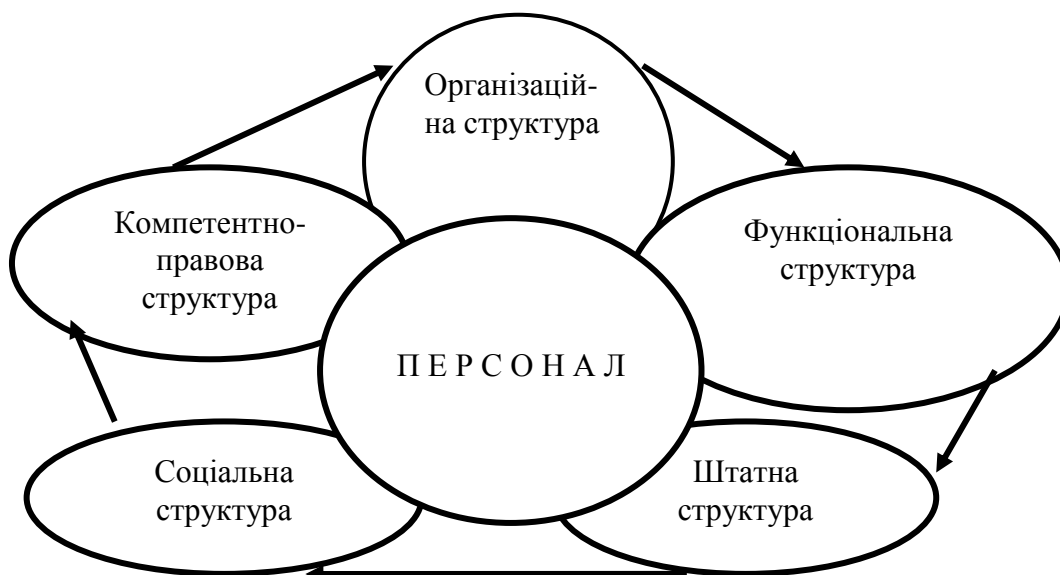 Організацій-
на структура
Компетентно-
правова
структура
Функціональна
структура
П Е Р С О Н А Л
Соціальна
структура
Штатна
структура